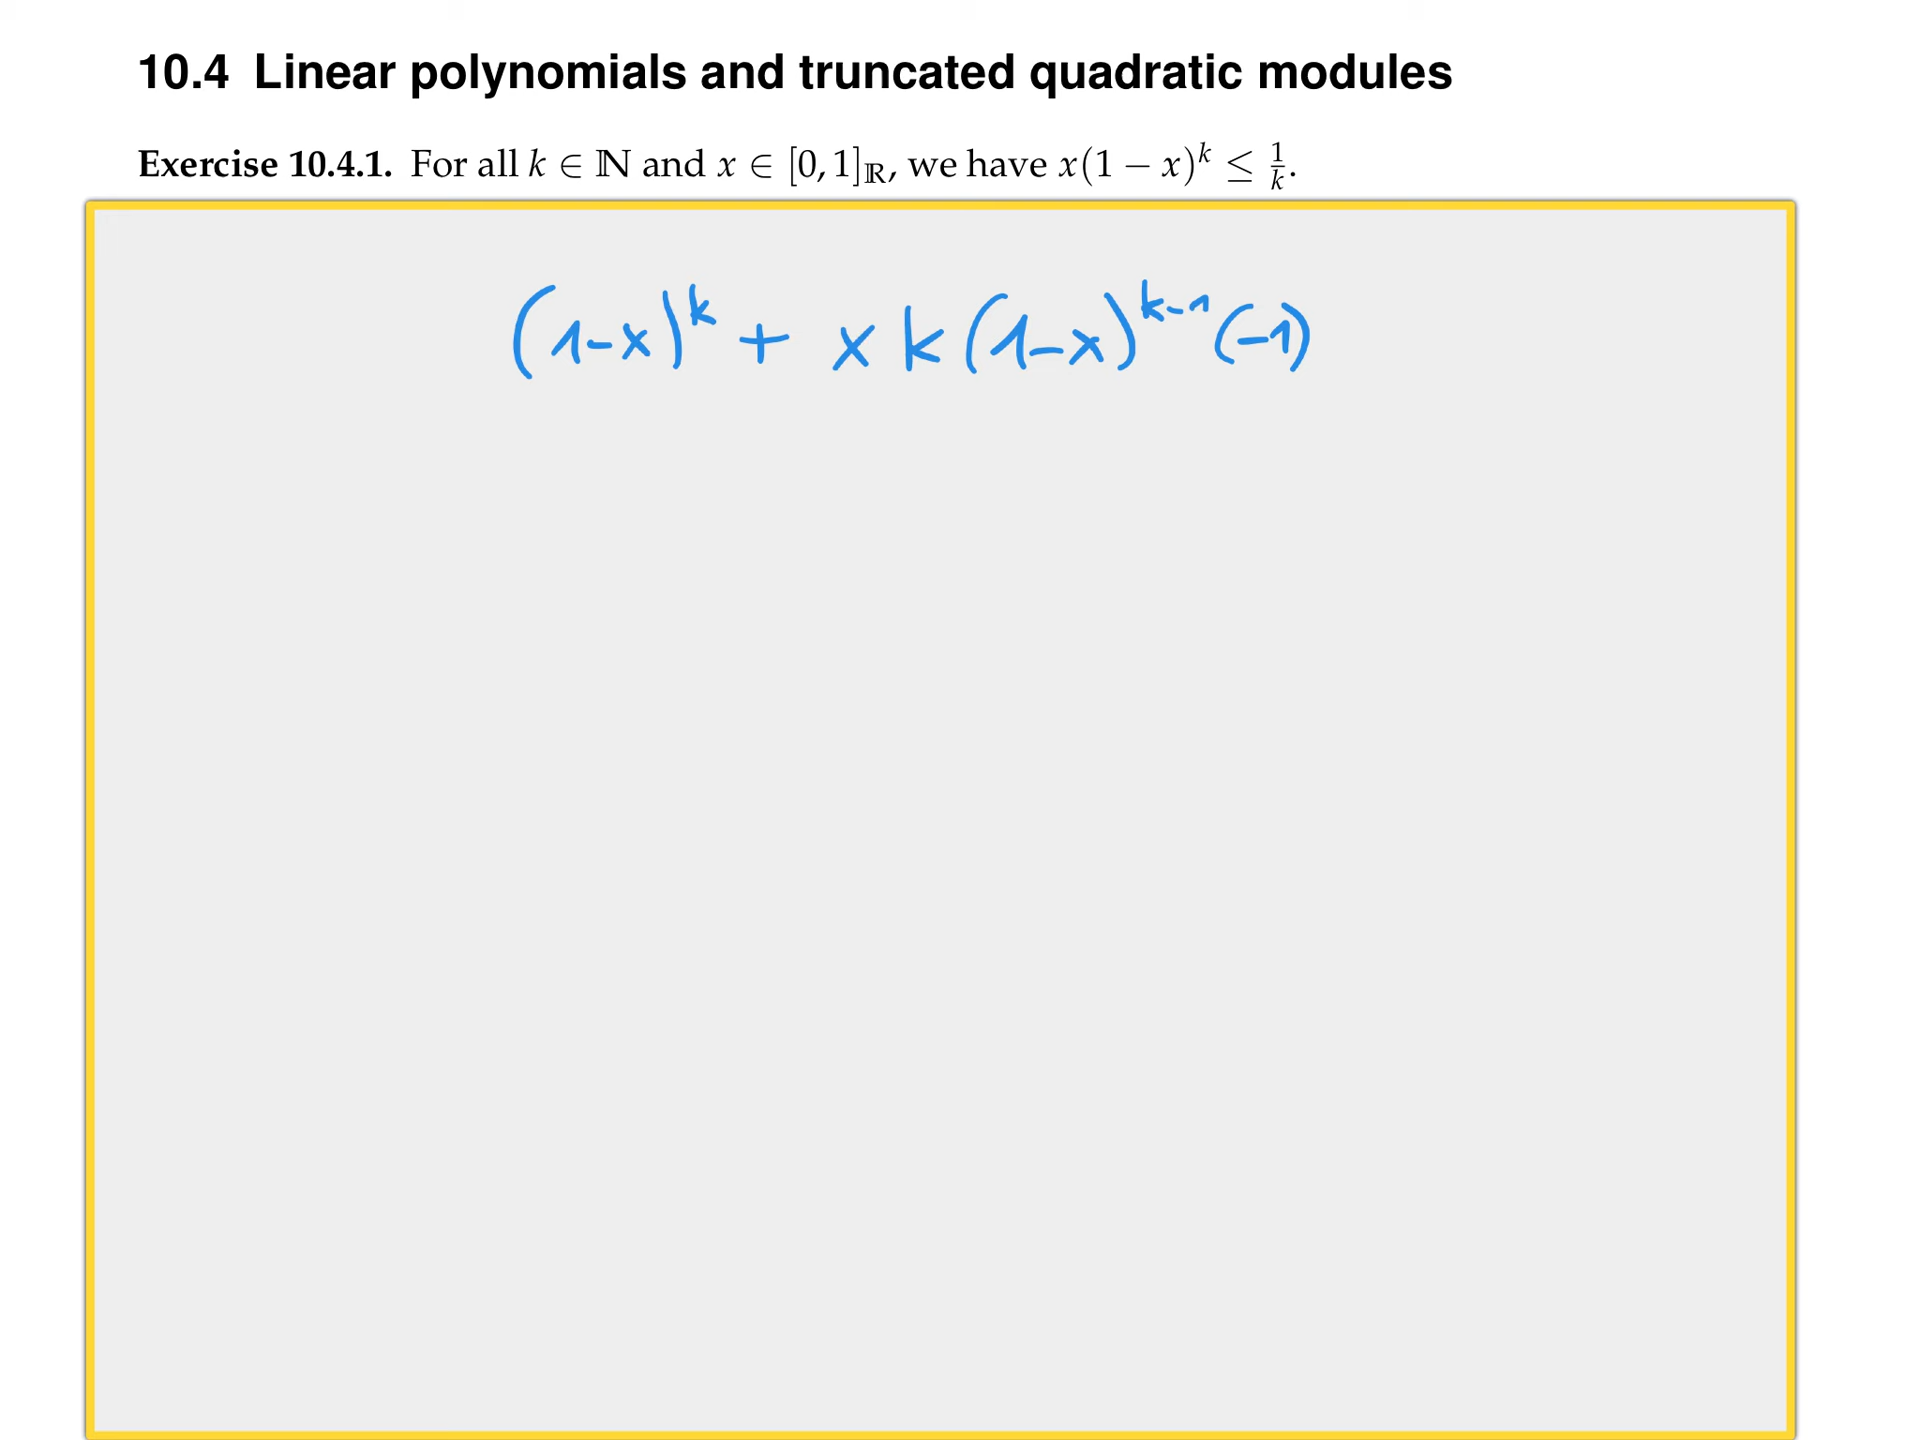 10.4 Linear polynomials and truncated quadratic modules
Exercise 10.4.1. For all k ∈ ℕ and x ∈ [0, 1]_ℝ, we have x(1 − x)^k ≤ 1/k.
(1-x)^k + x k (1-x)^{k-1} (-1)